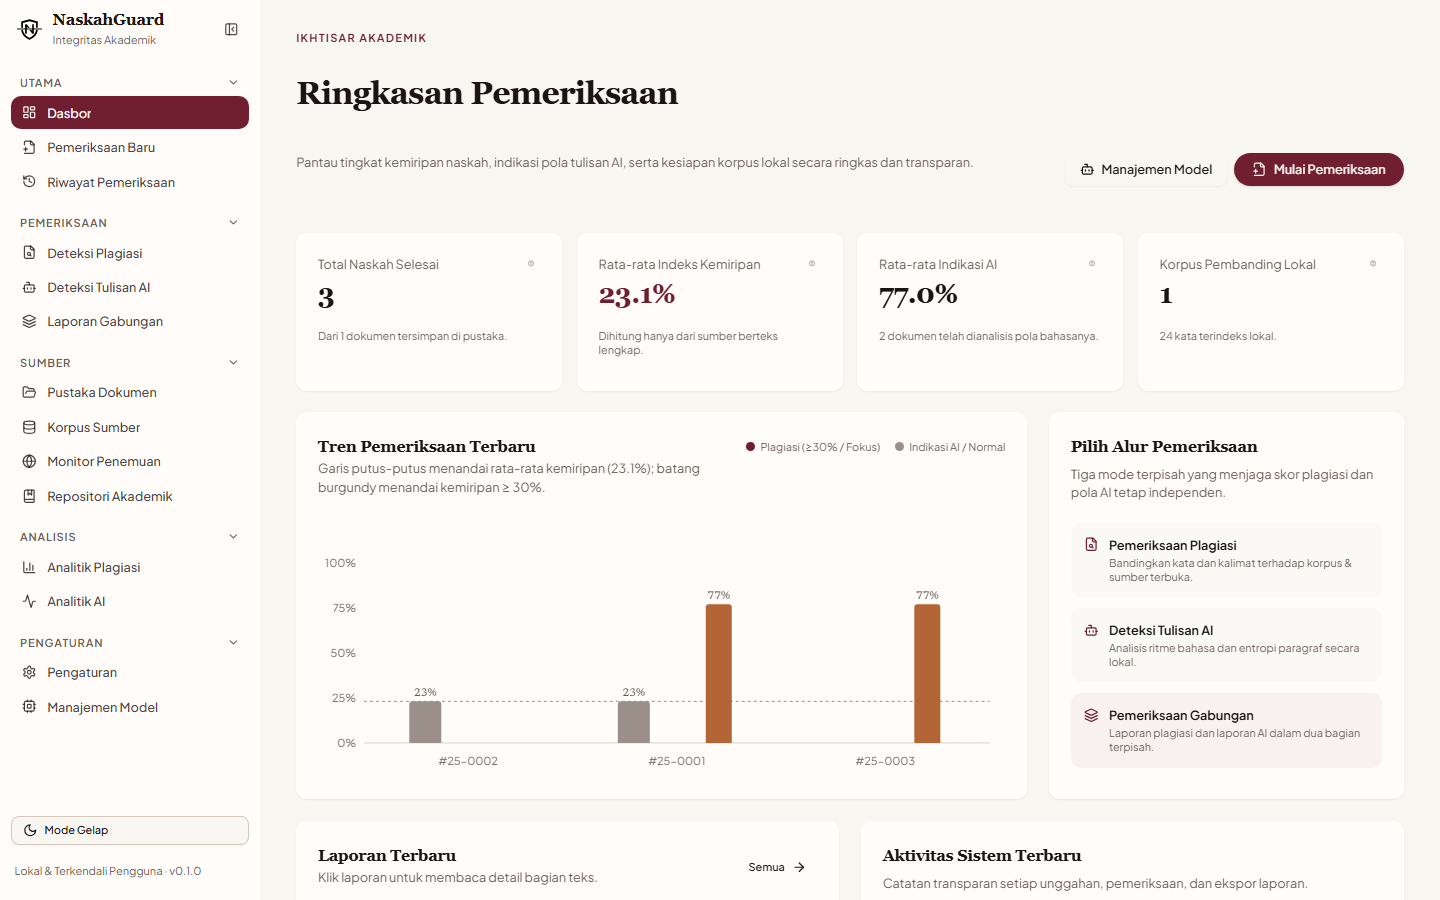 NaskahGuard
Integritas Akademik
UTAMA
Dasbor
Pemeriksaan Baru
Riwayat Pemeriksaan
PEMERIKSAAN
Deteksi Plagiasi
Deteksi Tulisan AI
Laporan Gabungan
SUMBER
Pustaka Dokumen
Korpus Sumber
Monitor Penemuan
Repositori Akademik
ANALISIS
Analitik Plagiasi
Analitik AI
PENGATURAN
Pengaturan
Manajemen Model
Mode Gelap
Lokal & Terkendali Pengguna · v0.1.0
IKHTISAR AKADEMIK
Ringkasan Pemeriksaan
Pantau tingkat kemiripan naskah, indikasi pola tulisan AI, serta kesiapan korpus lokal secara ringkas dan transparan.
Manajemen Model
Mulai Pemeriksaan
Total Naskah Selesai
3
Dari 1 dokumen tersimpan di pustaka.
Rata-rata Indeks Kemiripan
23.1%
Dihitung hanya dari sumber berteks
lengkap.
Rata-rata Indikasi AI
77.0%
2 dokumen telah dianalisis pola bahasanya.
Korpus Pembanding Lokal
1
24 kata terindeks lokal.
Tren Pemeriksaan Terbaru
Garis putus-putus menandai rata-rata kemiripan (23.1%); batang
burgundy menandai kemiripan ≥ 30%.
Plagiasi (≥30% / Fokus)
Indikasi AI / Normal
100%
75%
50%
25%
0%
23%
23%
77%
77%
#25-0002
#25-0001
#25-0003
Pilih Alur Pemeriksaan
Tiga mode terpisah yang menjaga skor plagiasi dan
pola AI tetap independen.
Pemeriksaan Plagiasi
Bandingkan kata dan kalimat terhadap korpus &
sumber terbuka.
Deteksi Tulisan AI
Analisis ritme bahasa dan entropi paragraf secara
lokal.
Pemeriksaan Gabungan
Laporan plagiasi dan laporan AI dalam dua bagian
terpisah.
Laporan Terbaru
Klik laporan untuk membaca detail bagian teks.
Semua
Aktivitas Sistem Terbaru
Catatan transparan setiap unggahan, pemeriksaan, dan ekspor laporan.